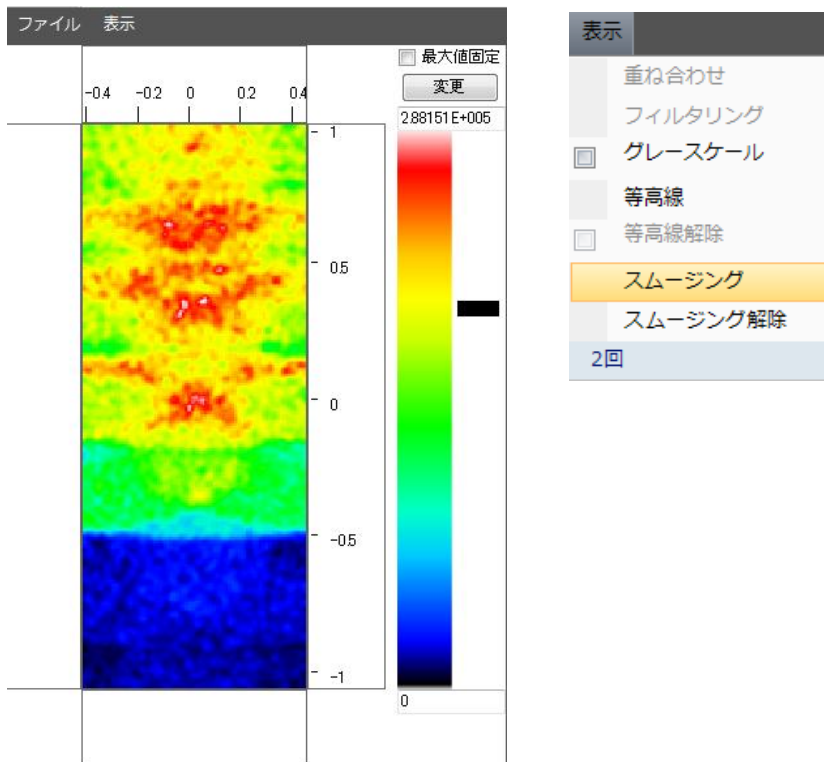 ファイル 表示
最大値固定
変更
2.88151E+005
-0.4 -0.2 0 0.2 0.4
1
0.5
0
-0.5
-1
0
表示
重ね合わせ
フィルタリング
グレースケール
等高線
等高線解除
スムージング
スムージング解除
2回